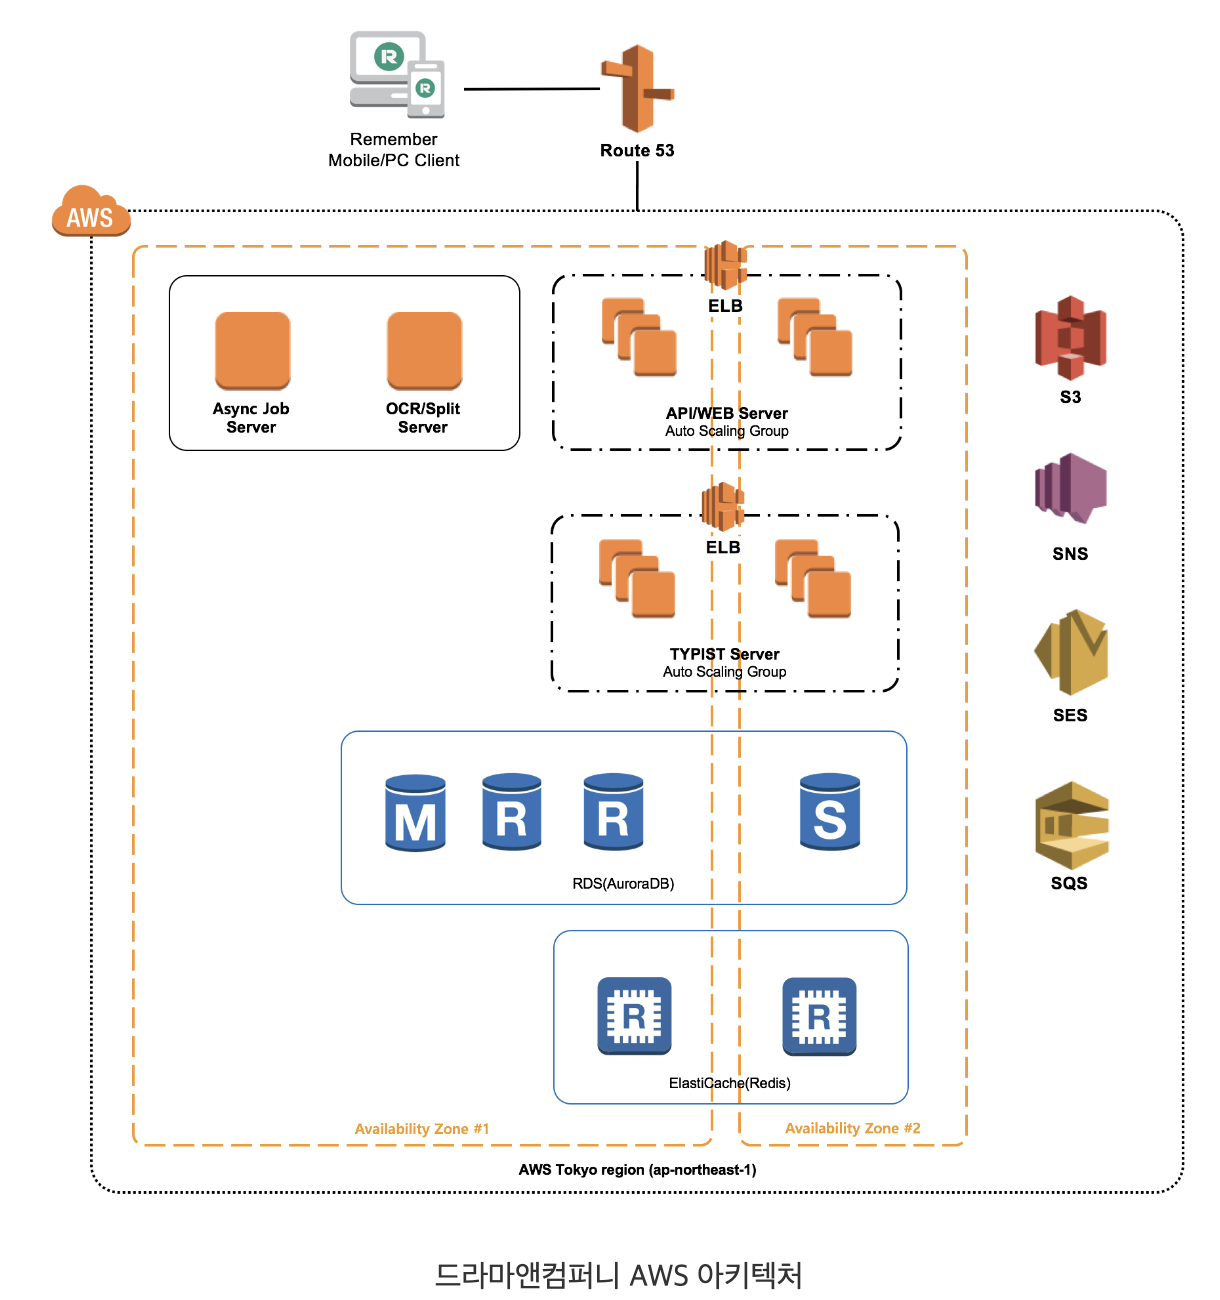 R
R
Remember
Mobile/PC Client
Route 53
AWS
ELB
Async Job
Server
OCR/Split
Server
API/WEB Server
Auto Scaling Group
S3
SNS
ELB
TYPIST Server
Auto Scaling Group
SES
M
R
R
S
RDS(AuroraDB)
SQS
R
R
ElastiCache(Redis)
Availability Zone #1
Availability Zone #2
AWS Tokyo region (ap-northeast-1)
드라마앤컴퍼니 AWS 아키텍처